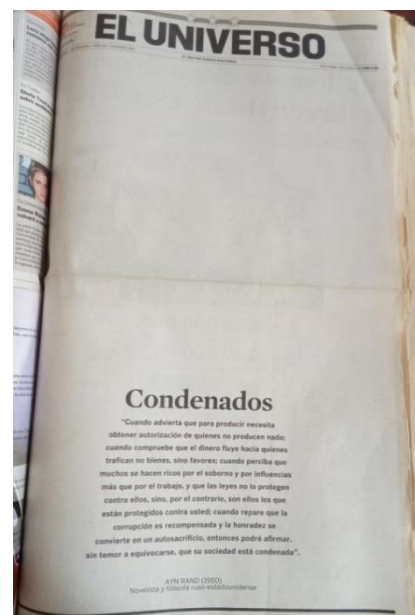 EL UNIVERSO
Condenados
"Cuando advierta que para producir necesita
obtener autorización de quienes no producen nada;
cuando compruebe que el dinero fluye hacia quienes
trafican no bienes, sino favores; cuando perciba que
muchos se hacen ricos por el soborno y por influencias
más que por el trabajo, y que las leyes no lo protegen
contra ellos, sino, por el contrario, son ellos los que
están protegidos contra usted; cuando repare que la
corrupción es recompensada y la honradez se
convierte en un autosacrificio, entonces podrá afirmar,
sin temor a equivocarse, que su sociedad está condenada".
AYN RAND (1950)
Novelista y filósofa ruso-estadounidense